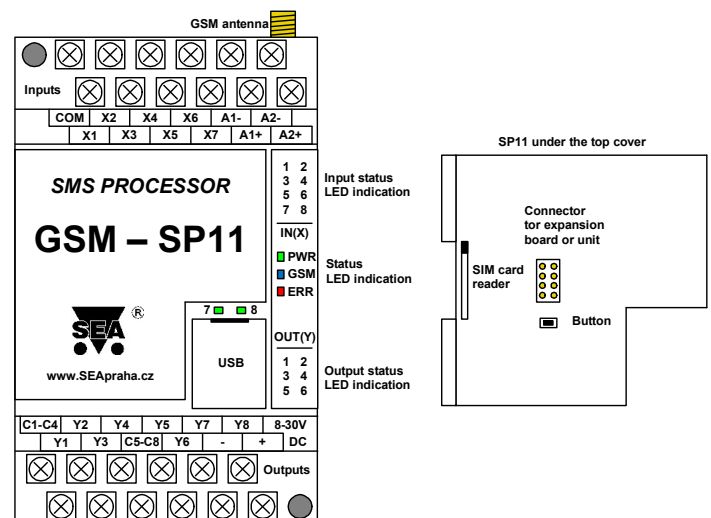 GSM antenna
Inputs
COM X2 X4 X6 A1- A2-
X1 X3 X5 X7 A1+ A2+
SMS PROCESSOR
GSM – SP11
SEA ®
www.SEApraha.cz
1 2
3 4
5 6
7 8
IN(X)
PWR
GSM
ERR
7 8
USB
OUT(Y)
1 2
3 4
5 6
Input status
LED indication
Status
LED indication
Output status
LED indication
C1-C4 Y2 Y4 Y5 Y7 Y8 8-30V
Y1 Y3 C5-C8 Y6 - + DC
Outputs
SP11 under the top cover
Connector
tor expansion
board or unit
SIM card
reader
Button